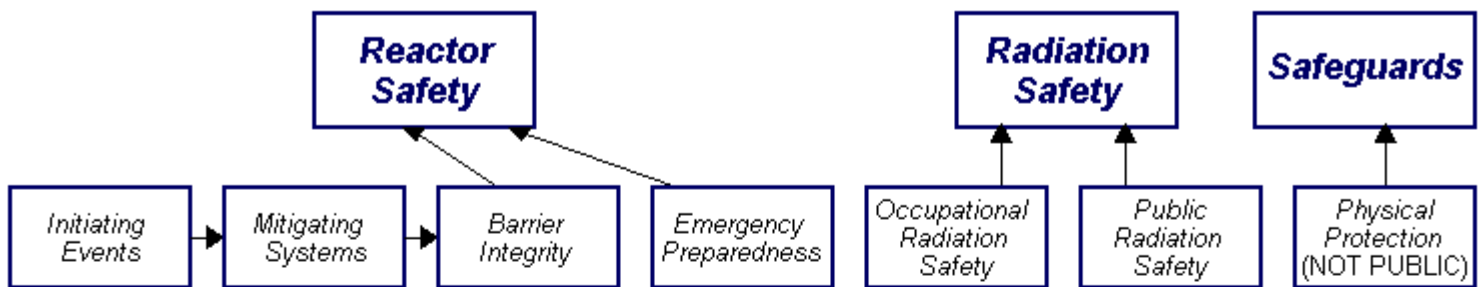 Reactor
Safety
Radiation
Safety
Safeguards
Initiating
Events
Mitigating
Systems
Barrier
Integrity
Emergency
Preparedness
Occupational
Radiation
Safety
Public
Radiation
Safety
Physical
Protection
(NOT PUBLIC)